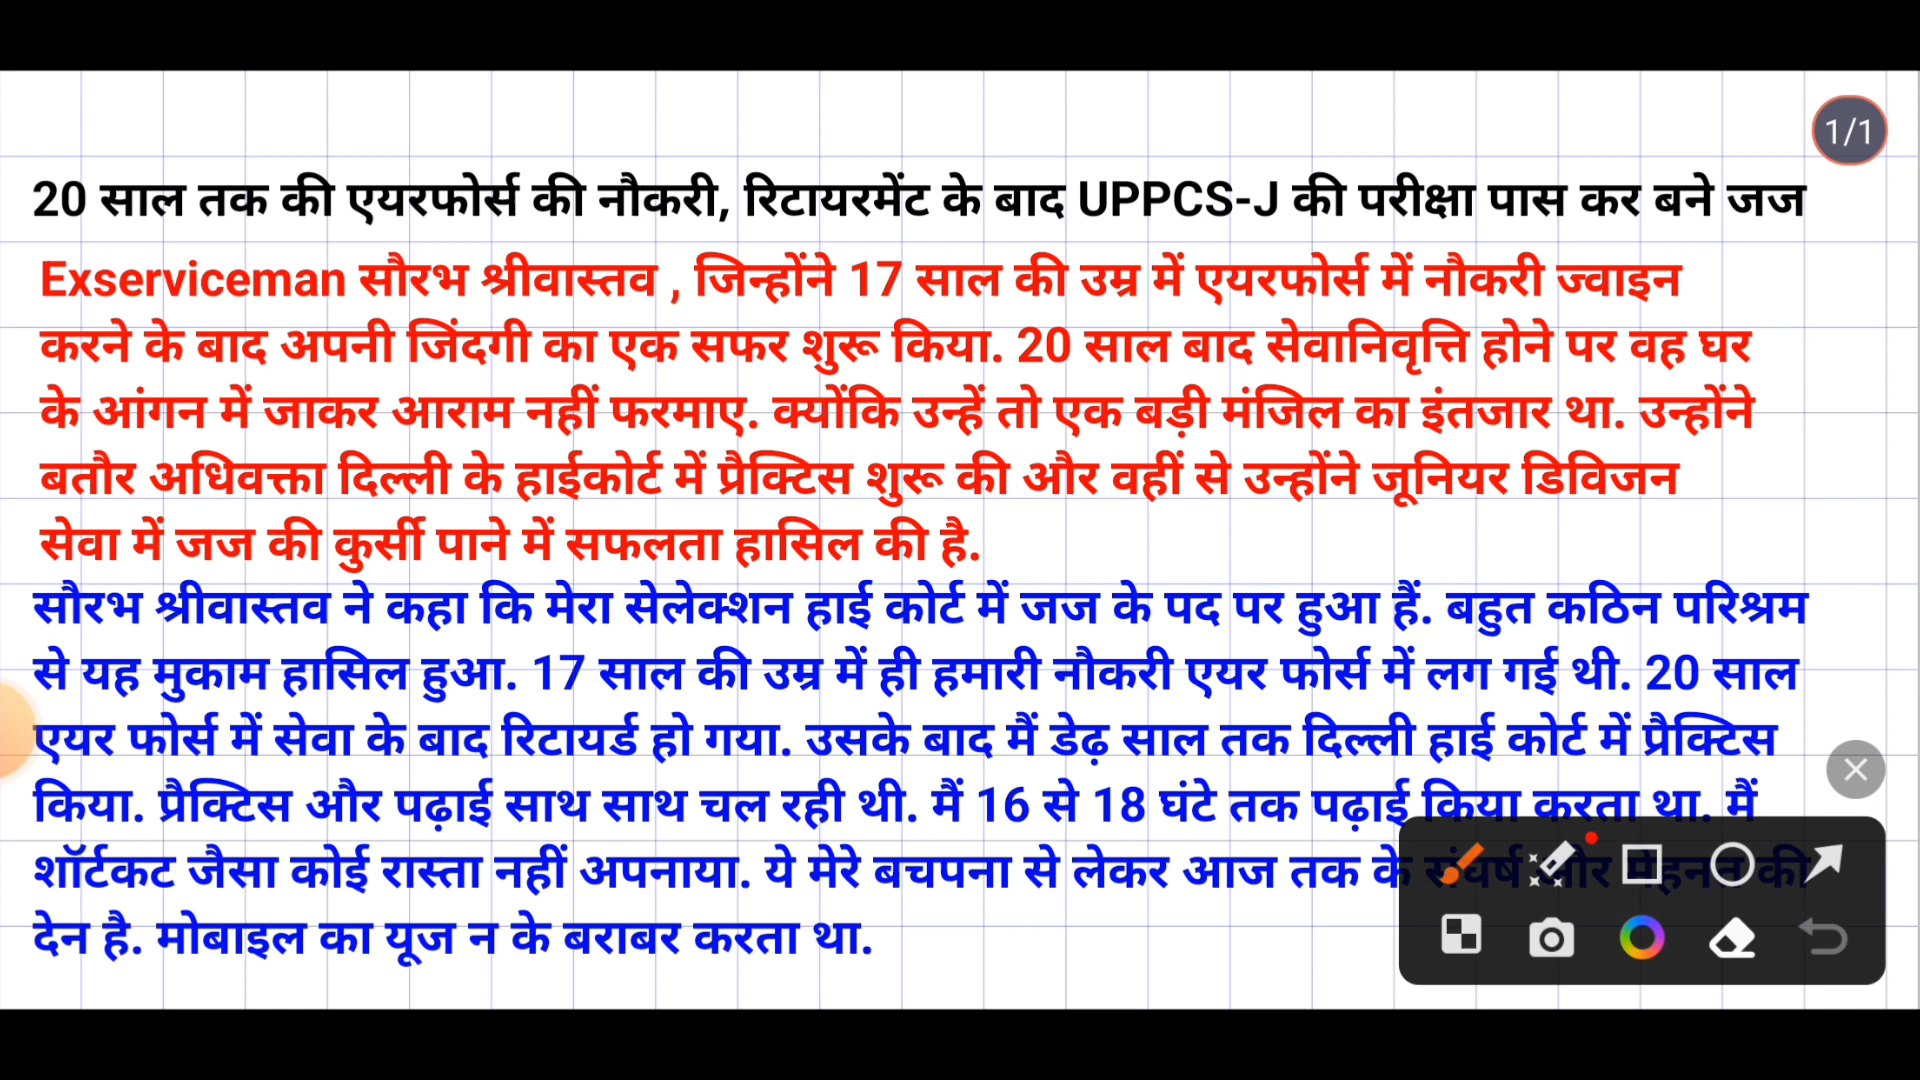 1/1
20 साल तक की एयरफोर्स की नौकरी, रिटायरमेंट के बाद UPPCS-J की परीक्षा पास कर बने जज
Exserviceman सौरभ श्रीवास्तव , जिन्होंने 17 साल की उम्र में एयरफोर्स में नौकरी ज्वाइन
करने के बाद अपनी जिंदगी का एक सफर शुरू किया. 20 साल बाद सेवानिवृत्ति होने पर वह घर
के आंगन में जाकर आराम नहीं फरमाए. क्योंकि उन्हें तो एक बड़ी मंजिल का इंतजार था. उन्होंने
बतौर अधिवक्ता दिल्ली के हाईकोर्ट में प्रैक्टिस शुरू की और वहीं से उन्होंने जूनियर डिविजन
सेवा में जज की कुर्सी पाने में सफलता हासिल की है.
सौरभ श्रीवास्तव ने कहा कि मेरा सेलेक्शन हाई कोर्ट में जज के पद पर हुआ हैं. बहुत कठिन परिश्रम
से यह मुकाम हासिल हुआ. 17 साल की उम्र में ही हमारी नौकरी एयर फोर्स में लग गई थी. 20 साल
एयर फोर्स में सेवा के बाद रिटायर्ड हो गया. उसके बाद मैं डेढ़ साल तक दिल्ली हाई कोर्ट में प्रैक्टिस
किया. प्रैक्टिस और पढ़ाई साथ साथ चल रही थी. मैं 16 से 18 घंटे तक पढ़ाई किया करता था. मैं
शॉर्टकट जैसा कोई रास्ता नहीं अपनाया. ये मेरे बचपना से लेकर आज तक के संघर्ष और मेहनत की
देन है. मोबाइल का यूज न के बराबर करता था.